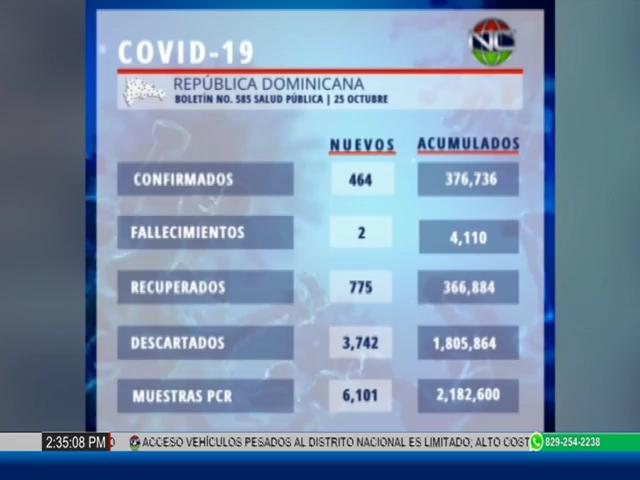 COVID-19
NC
REPÚBLICA DOMINICANA
BOLETÍN NO. 585 SALUD PÚBLICA | 25 OCTUBRE
NUEVOS ACUMULADOS
CONFIRMADOS 464 376,736
FALLECIMIENTOS 2 4,110
RECUPERADOS 775 366,884
DESCARTADOS 3,742 1,805,864
MUESTRAS PCR 6,101 2,182,600
2:35:08 PM ACCESO VEHÍCULOS PESADOS AL DISTRITO NACIONAL ES LIMITADO; ALTO COST 829-254-2238